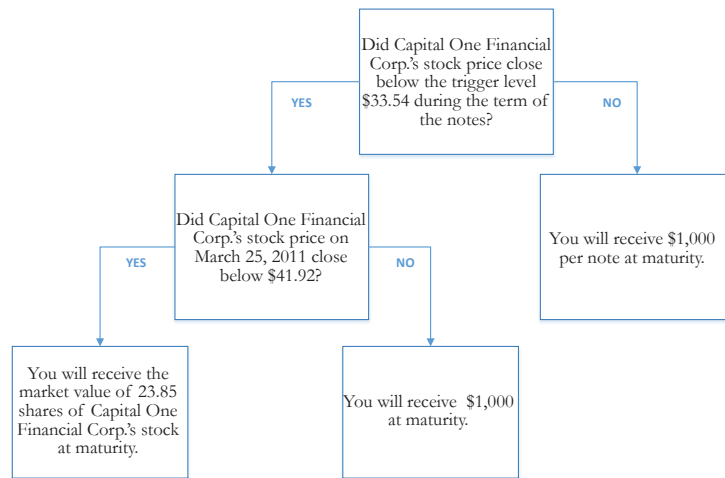 Did Capital One Financial
Corp.'s stock price close
below the trigger level
$33.54 during the term of
the notes?
YES
NO
Did Capital One Financial
Corp.'s stock price on
March 25, 2011 close
below $41.92?
You will receive $1,000
per note at maturity.
YES
NO
You will receive the
market value of 23.85
shares of Capital One
Financial Corp.'s stock
at maturity.
You will receive $1,000
at maturity.